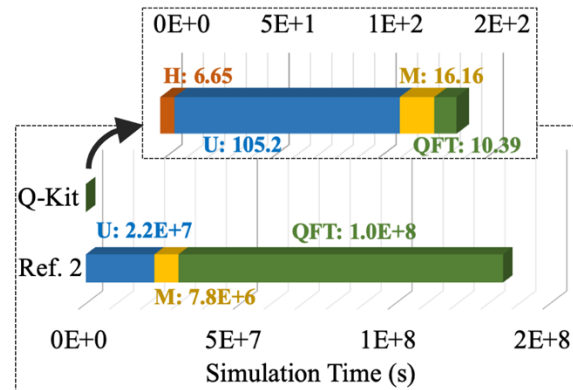 0E+0 5E+1 1E+2 2E+2
H: 6.65 M: 16.16
U: 105.2 QFT: 10.39
Q-Kit
U: 2.2E+7 QFT: 1.0E+8
Ref. 2
M: 7.8E+6
0E+0 5E+7 1E+8 2E+8
Simulation Time (s)